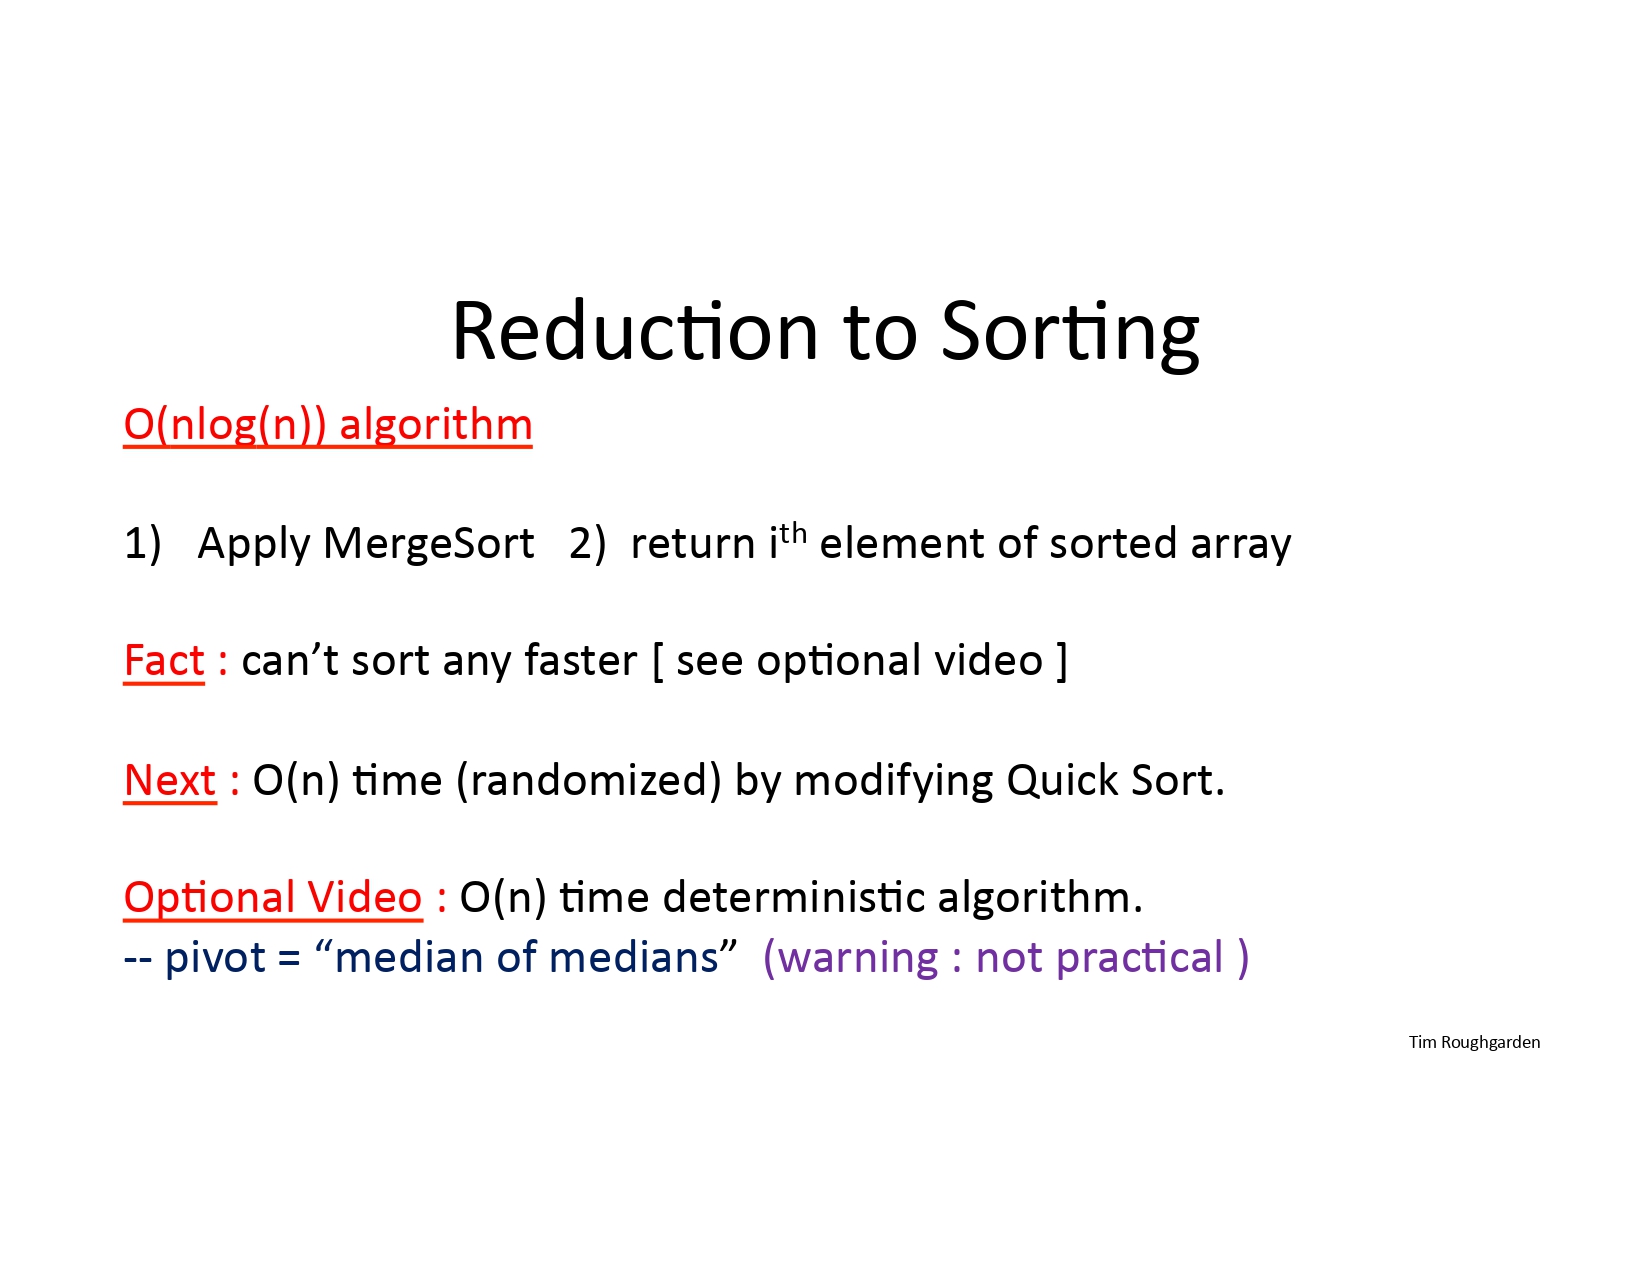 Reduction to Sorting
O(nlog(n)) algorithm
1) Apply MergeSort 2) return iᵗʰ element of sorted array
Fact : can’t sort any faster [ see optional video ]
Next : O(n) time (randomized) by modifying Quick Sort.
Optional Video : O(n) time deterministic algorithm.
-- pivot = “median of medians” (warning : not practical )
Tim Roughgarden